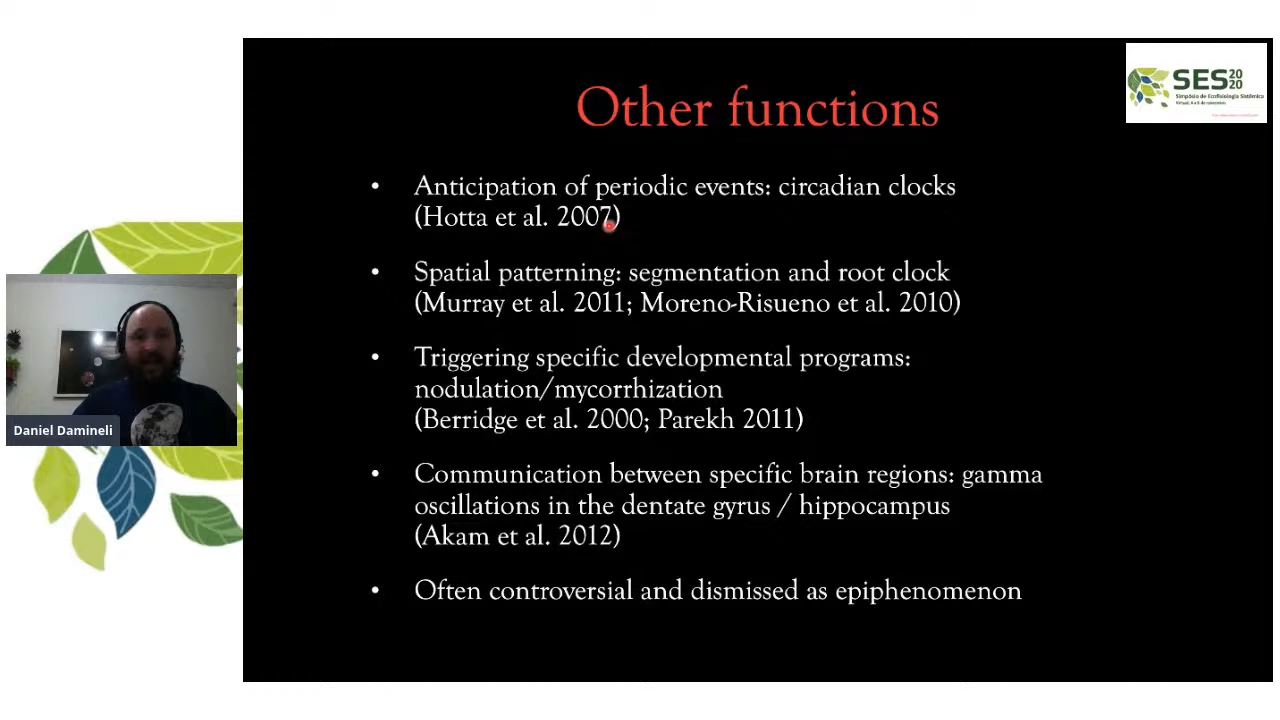 SES 20
20
Simpósio de Ecofisiologia Sistêmica
Other functions
• Anticipation of periodic events: circadian clocks
(Hotta et al. 2007)
• Spatial patterning: segmentation and root clock
(Murray et al. 2011; Moreno-Risueno et al. 2010)
• Triggering specific developmental programs:
nodulation/mycorrhization
(Berridge et al. 2000; Parekh 2011)
• Communication between specific brain regions: gamma
oscillations in the dentate gyrus / hippocampus
(Akam et al. 2012)
• Often controversial and dismissed as epiphenomenon
Daniel Damineli